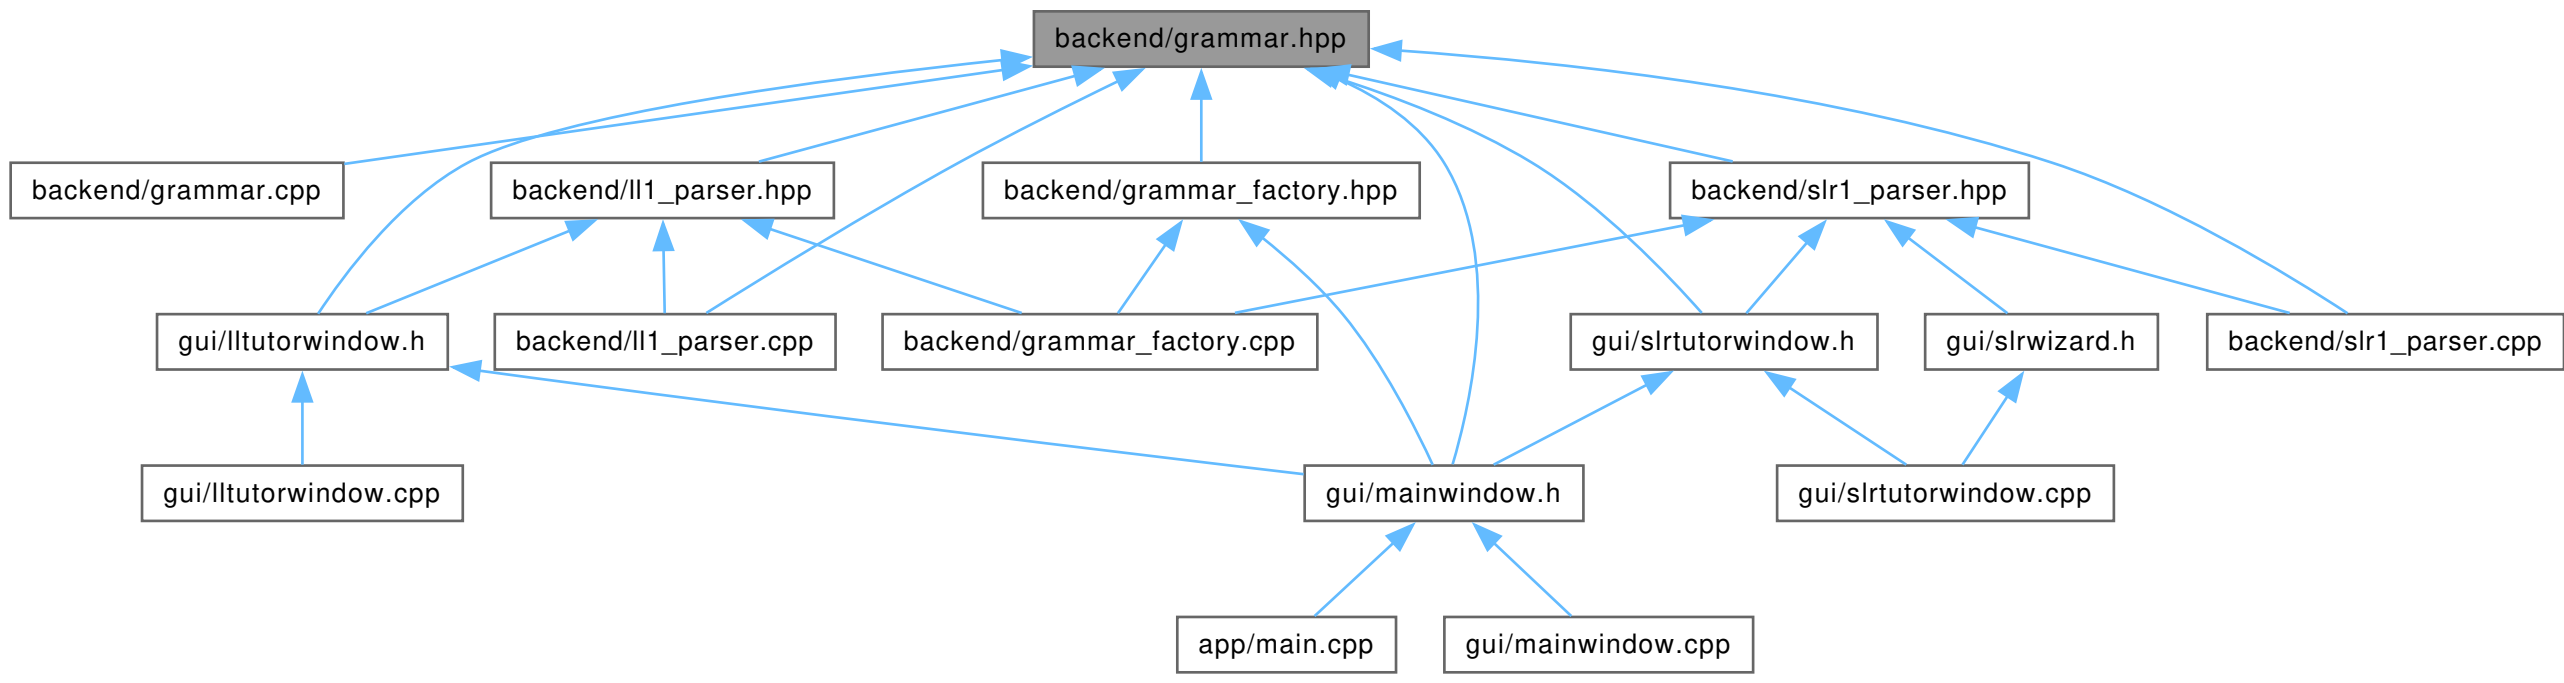 backend/grammar.hpp
backend/grammar.cpp
backend/ll1_parser.hpp
backend/grammar_factory.hpp
backend/slr1_parser.hpp
gui/lltutorwindow.h
backend/ll1_parser.cpp
backend/grammar_factory.cpp
gui/slrtutorwindow.h
gui/slrwizard.h
backend/slr1_parser.cpp
gui/lltutorwindow.cpp
gui/mainwindow.h
gui/slrtutorwindow.cpp
app/main.cpp
gui/mainwindow.cpp